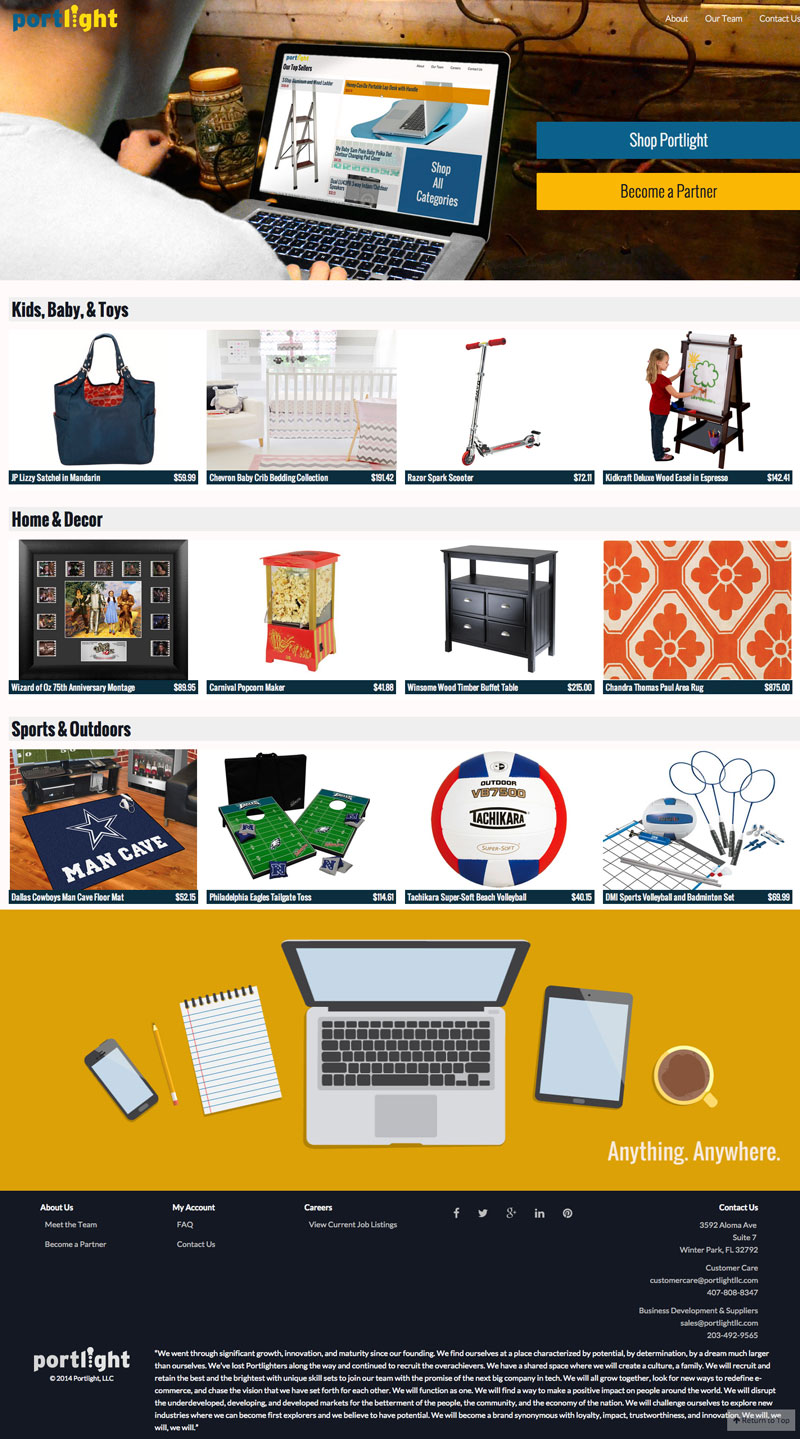 portlight
About Our Team Contact Us
portlight
About Our Team Careers Contact Us
Our Top Sellers
3-Step Aluminum and Wood Ladder
Honey-Can-Do Portable Lap Desk with Handle
My Baby Sam Pixie Baby Polka Dot
Contour Changing Pad Cover
Speakers
Shop
All
Categories
Shop Portlight
Become a Partner
Kids, Baby, & Toys
JP Lizzy Satchel in Mandarin $59.99
Chevron Baby Crib Bedding Collection $191.42
Razor Spark Scooter $72.11
Kidkraft Deluxe Wood Easel in Espresso $142.41
Home & Decor
Wizard of Oz 75th Anniversary Montage $89.95
Carnival Popcorn Maker $41.88
Winsome Wood Timber Buffet Table $215.00
Chandra Thomas Paul Area Rug $875.00
Sports & Outdoors
MAN CAVE
EAGLES
OUTDOOR
VB7500
TACHIKARA
SUPER-SOFT
Dallas Cowboys Man Cave Floor Mat $52.15
Philadelphia Eagles Tailgate Toss $114.61
Tachikara Super-Soft Beach Volleyball $40.15
DMI Sports Volleyball and Badminton Set $69.99
Anything. Anywhere.
About Us
Meet the Team
Become a Partner
My Account
FAQ
Contact Us
Careers
View Current Job Listings
Contact Us
3592 Aloma Ave
Suite 7
Winter Park, FL 32792
Customer Care
customercare@portlightllc.com
407-808-8347
Business Development & Suppliers
sales@portlightllc.com
203-492-9565
portlight
© 2014 Portlight, LLC
"We went through significant growth, innovation, and maturity since our founding. We find ourselves at a place characterized by potential, by determination, by a dream much larger
than ourselves. We've lost Portlighters along the way and continued to recruit the overachievers. We have a shared space where we will create a culture, a family. We will recruit and
retain the best and the brightest with unique skill sets to join our team with the promise of the next big company in tech. We will all grow together, look for new ways to redefine e-
commerce, and chase the vision that we have set forth for each other. We will function as one. We will find a way to make a positive impact on people around the world. We will disrupt
the underdeveloped, developing, and developed markets for the betterment of the people, the community, and the economy of the nation. We will challenge ourselves to explore new
industries where we can become first explorers and we believe to have potential. We will become a brand synonymous with loyalty, impact, trustworthiness, and innovation. We will, we
will, we will."
Return to Top